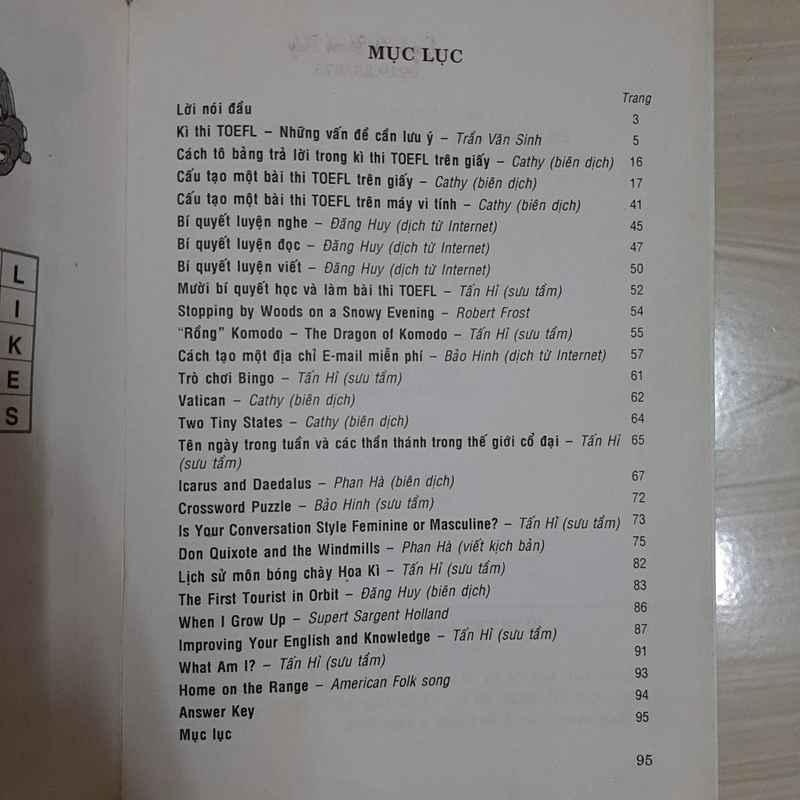 L
I
K
E
S
MỤC LỤC
Trang
Lời nói đầu 3
Kì thi TOEFL – Những vấn đề cần lưu ý – Trần Văn Sinh 5
Cách tô bảng trả lời trong kì thi TOEFL trên giấy – Cathy (biên dịch) 16
Cấu tạo một bài thi TOEFL trên giấy – Cathy (biên dịch) 17
Cấu tạo một bài thi TOEFL trên máy vi tính – Cathy (biên dịch) 41
Bí quyết luyện nghe – Đăng Huy (dịch từ Internet) 45
Bí quyết luyện đọc – Đăng Huy (dịch từ Internet) 47
Bí quyết luyện viết – Đăng Huy (dịch từ Internet) 50
Mười bí quyết học và làm bài thi TOEFL – Tấn Hỉ (sưu tầm) 52
Stopping by Woods on a Snowy Evening – Robert Frost 54
“Rồng” Komodo – The Dragon of Komodo – Tấn Hỉ (sưu tầm) 55
Cách tạo một địa chỉ E-mail miễn phí – Bảo Hinh (dịch từ Internet) 57
Trò chơi Bingo – Tấn Hỉ (sưu tầm) 61
Vatican – Cathy (biên dịch) 62
Two Tiny States – Cathy (biên dịch) 64
Tên ngày trong tuần và các thần thánh trong thế giới cổ đại – Tấn Hỉ 65
(sưu tầm)
Icarus and Daedalus – Phan Hà (biên dịch) 67
Crossword Puzzle – Bảo Hinh (sưu tầm) 72
Is Your Conversation Style Feminine or Masculine? – Tấn Hỉ (sưu tầm) 73
Don Quixote and the Windmills – Phan Hà (viết kịch bản) 75
Lịch sử môn bóng chày Hoa Kì – Tấn Hỉ (sưu tầm) 82
The First Tourist in Orbit – Đăng Huy (biên dịch) 83
When I Grow Up – Supert Sargent Holland 86
Improving Your English and Knowledge – Tấn Hỉ (sưu tầm) 87
What Am I? – Tấn Hỉ (sưu tầm) 91
Home on the Range – American Folk song 93
Answer Key 94
Mục lục 95
95